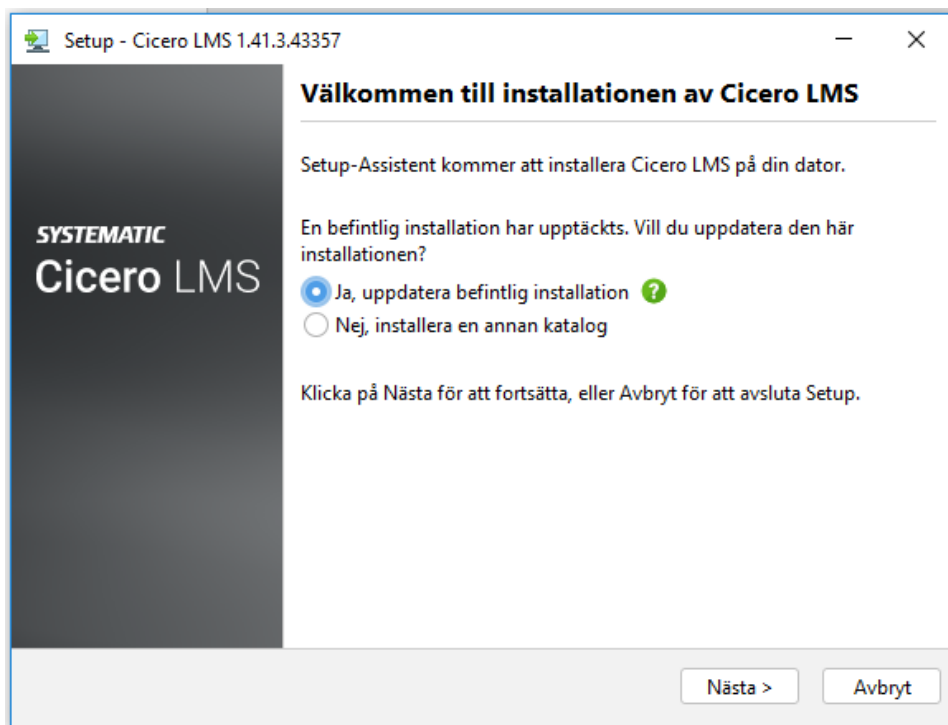 Setup - Cicero LMS 1.41.3.43357
Välkommen till installationen av Cicero LMS
Setup-Assistent kommer att installera Cicero LMS på din dator.
SYSTEMATIC
Cicero LMS
En befintlig installation har upptäckts. Vill du uppdatera den här
installationen?
Ja, uppdatera befintlig installation ?
Nej, installera en annan katalog
Klicka på Nästa för att fortsätta, eller Avbryt för att avsluta Setup.
Nästa > Avbryt